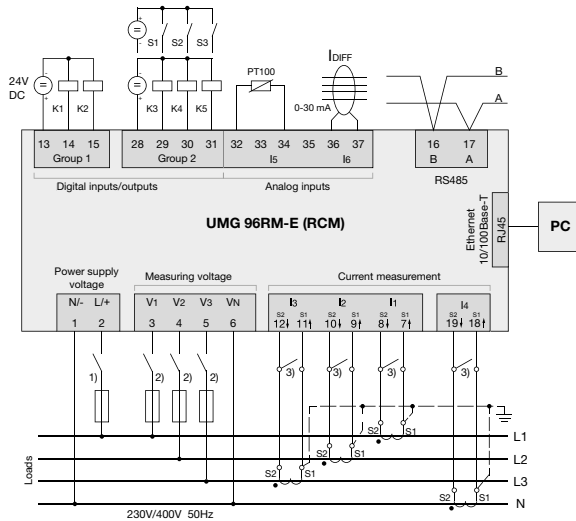 S1 S2 S3
IDIFF
PT100
24V
DC
K1 K2 K3 K4 K5
0-30 mA
B
A
13 14 15 28 29 30 31 32 33 34 35 36 37 16 17
Group 1 Group 2 I5 I6 B A
Digital inputs/outputs Analog inputs RS485
UMG 96RM-E (RCM)
Ethernet
10/100Base-T
RJ45
PC
Power supply
voltage
Measuring voltage
Current measurement
N/- L/+ V1 V2 V3 VN I3 I2 I1 I4
S2 S1 S2 S1 S2 S1 S2 S1
1 2 3 4 5 6 12 11 10 9 8 7 19 18
1) 2) 2) 2) 3) 3) 3) 3)
S2 S1 L1
S2 S1 L2
S2 S1 L3
S2 S1 N
Loads
230V/400V 50Hz